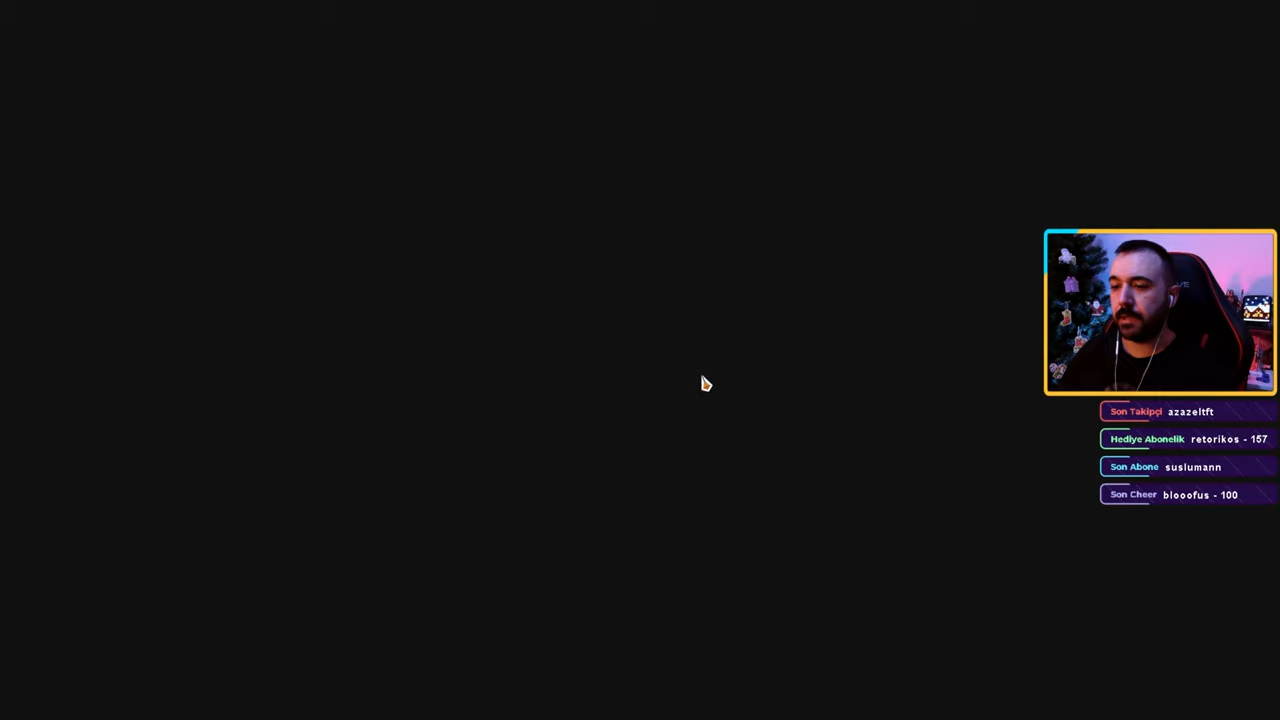 Son Takipçi azazeltft
Hediye Abonelik retorikos - 157
Son Abone suslumann
Son Cheer blooofus - 100